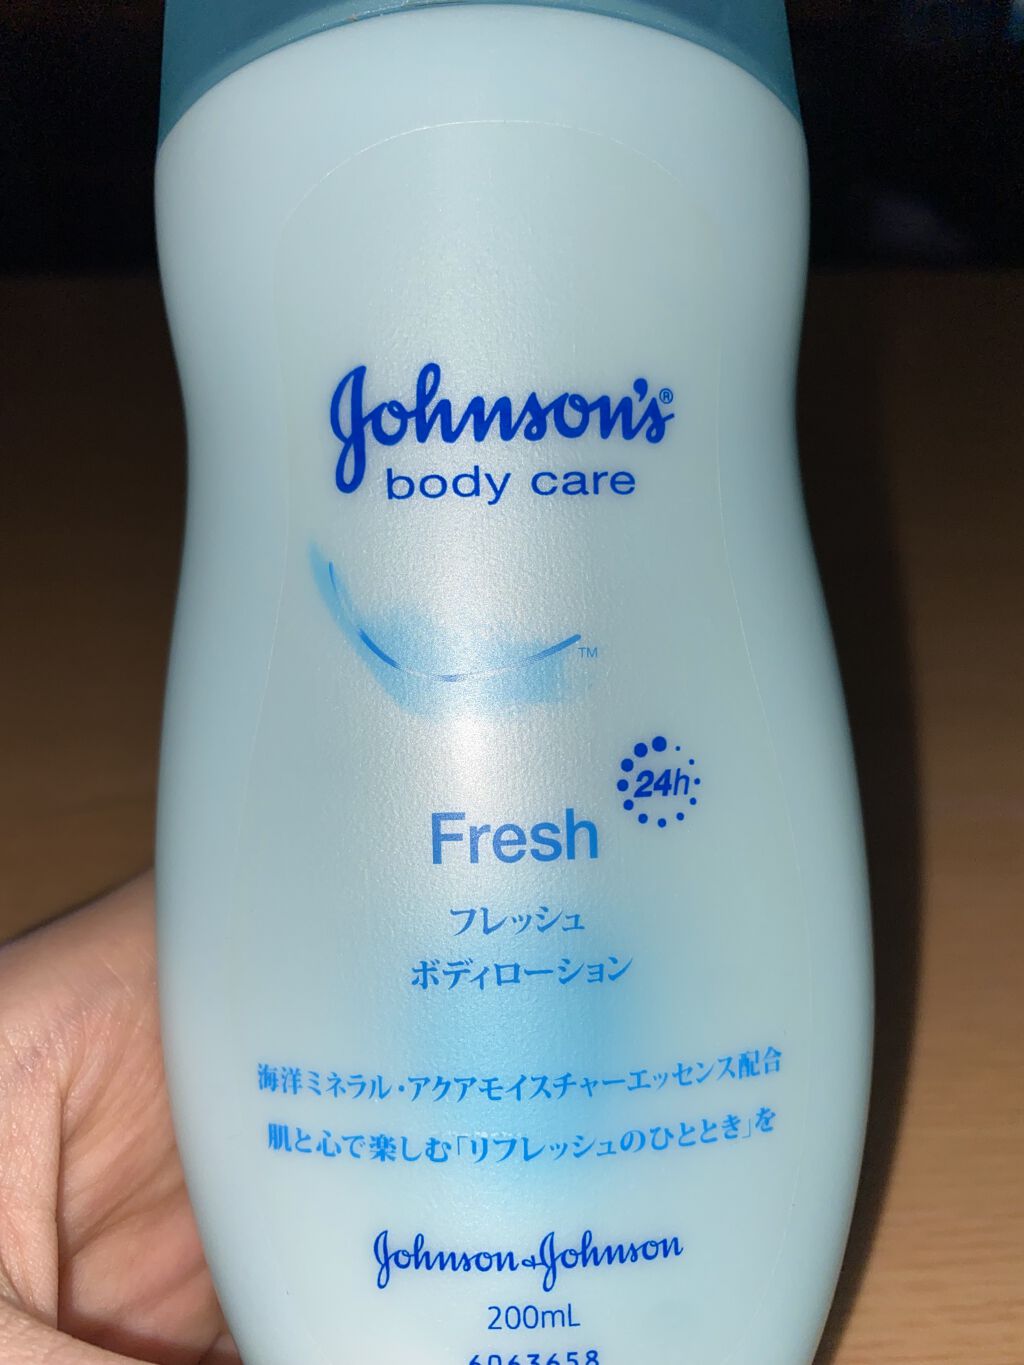 Johnson's®
body care
TM
24h
Fresh
フレッシュ
ボディローション
海洋ミネラル・アクアモイスチャーエッセンス配合
肌と心で楽しむ「リフレッシュのひととき」を
Johnson & Johnson
200mL
6063658